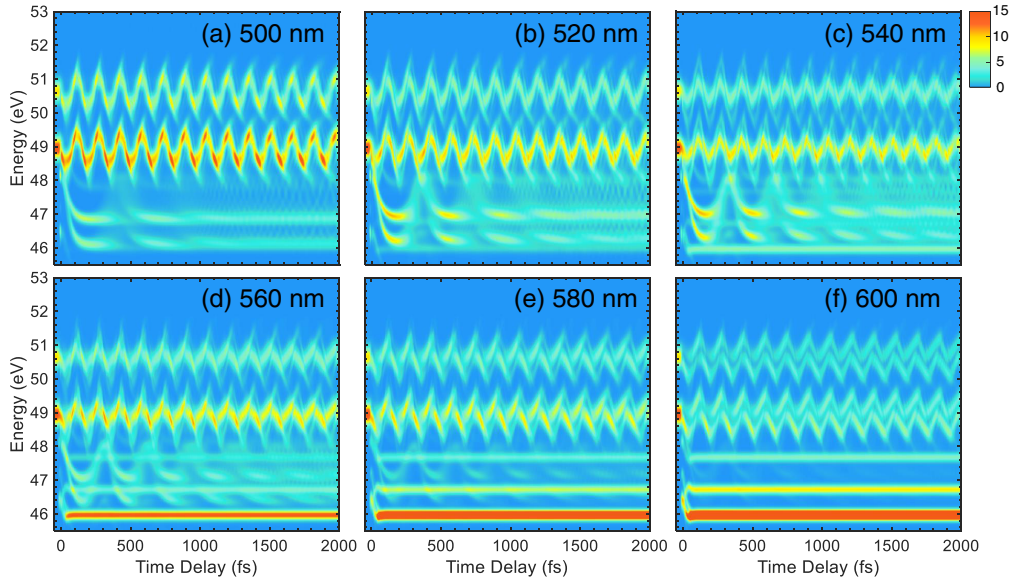 (a) 500 nm
(b) 520 nm
(c) 540 nm
53
52
51
50
49
48
47
46
Energy (eV)
15
10
5
0
(d) 560 nm
(e) 580 nm
(f) 600 nm
53
52
51
50
49
48
47
46
Energy (eV)
0 500 1000 1500 2000
0 500 1000 1500 2000
0 500 1000 1500 2000
Time Delay (fs)
Time Delay (fs)
Time Delay (fs)